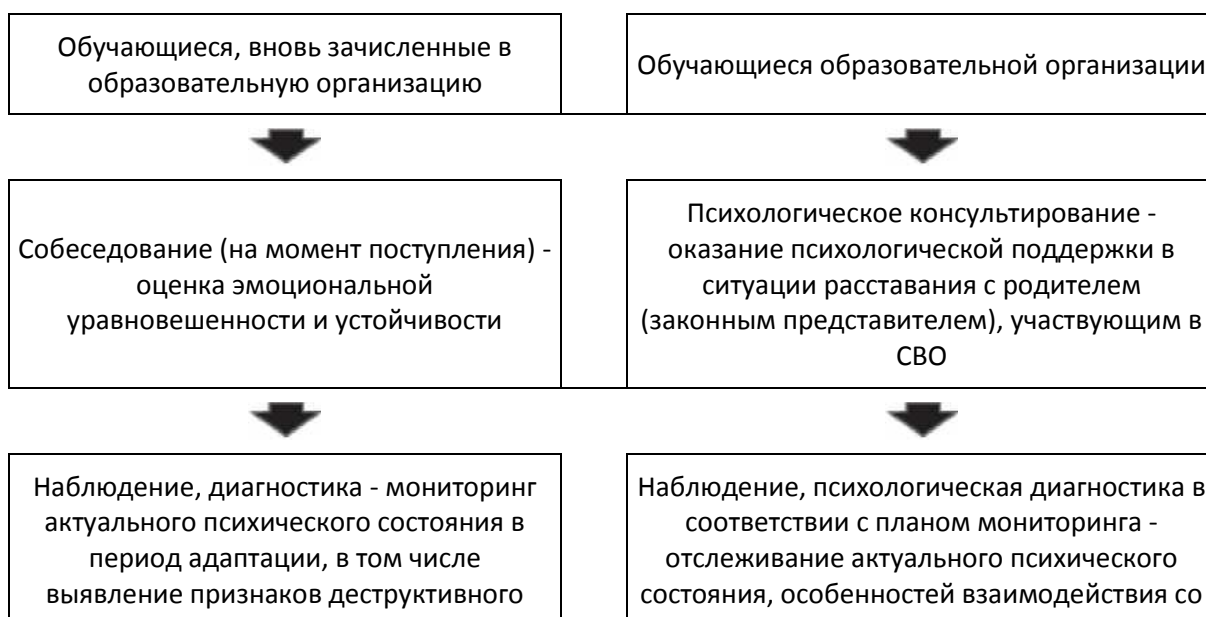 Обучающиеся, вновь зачисленные в
образовательную организацию
Обучающиеся образовательной организации
Собеседование (на момент поступления) -
оценка эмоциональной
уравновешенности и устойчивости
Психологическое консультирование -
оказание психологической поддержки в
ситуации расставания с родителем
(законным представителем), участвующим в
СВО
Наблюдение, диагностика - мониторинг
актуального психического состояния в
период адаптации, в том числе
выявление признаков деструктивного
Наблюдение, психологическая диагностика в
соответствии с планом мониторинга -
отслеживание актуального психического
состояния, особенностей взаимодействия со